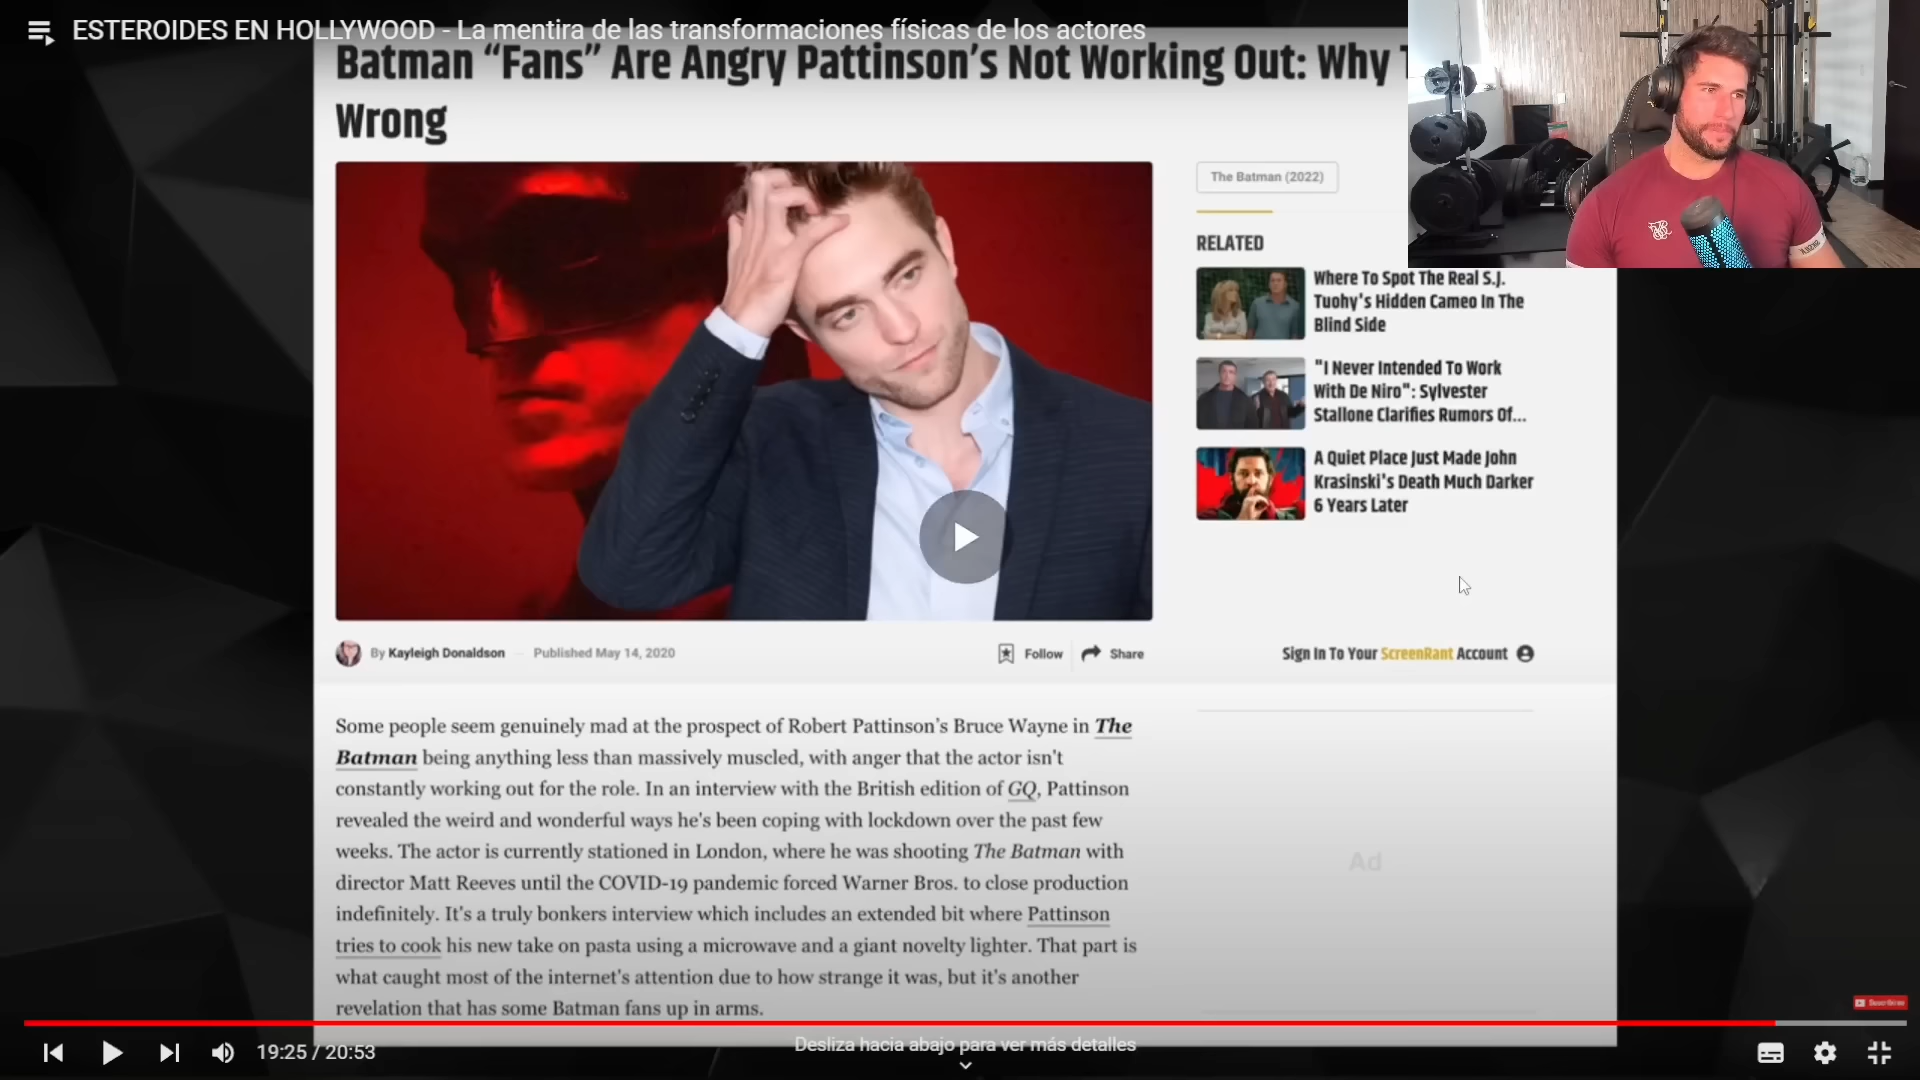 ESTEROIDES EN HOLLYWOOD - La mentira de las transformaciones físicas de los actores
Batman “Fans” Are Angry Pattinson’s Not Working Out: Why
Wrong
The Batman (2022)
RELATED
Where To Spot The Real S.J.
Tuohy's Hidden Cameo In The
Blind Side
"I Never Intended To Work
With De Niro": Sylvester
Stallone Clarifies Rumors Of...
A Quiet Place Just Made John
Krasinski's Death Much Darker
6 Years Later
By Kayleigh Donaldson
Published May 14, 2020
Follow
Share
Sign In To Your ScreenRant Account
Some people seem genuinely mad at the prospect of Robert Pattinson’s Bruce Wayne in The
Batman being anything less than massively muscled, with anger that the actor isn't
constantly working out for the role. In an interview with the British edition of GQ, Pattinson
revealed the weird and wonderful ways he's been coping with lockdown over the past few
weeks. The actor is currently stationed in London, where he was shooting The Batman with
director Matt Reeves until the COVID-19 pandemic forced Warner Bros. to close production
indefinitely. It's a truly bonkers interview which includes an extended bit where Pattinson
tries to cook his new take on pasta using a microwave and a giant novelty lighter. That part is
what caught most of the internet's attention due to how strange it was, but it's another
revelation that has some Batman fans up in arms.
Ad
19:25 / 20:53
Desliza hacia abajo para ver más detalles